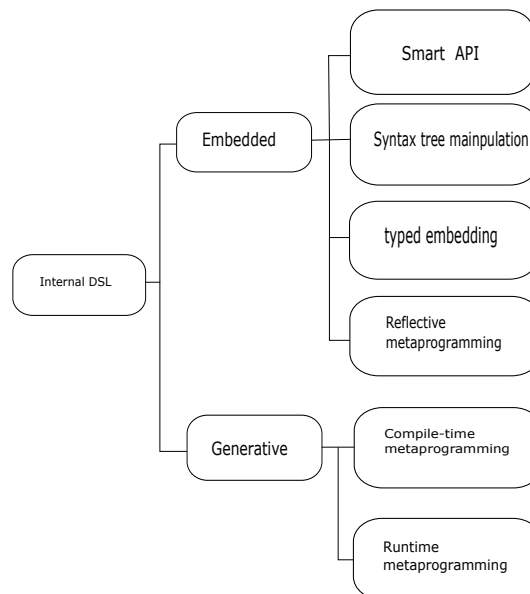 Smart API
Embedded
Syntax tree mainpulation
typed embedding
Internal DSL
Reflective
metaprogramming
Generative
Compile-time
metaprogramming
Runtime
metaprogramming